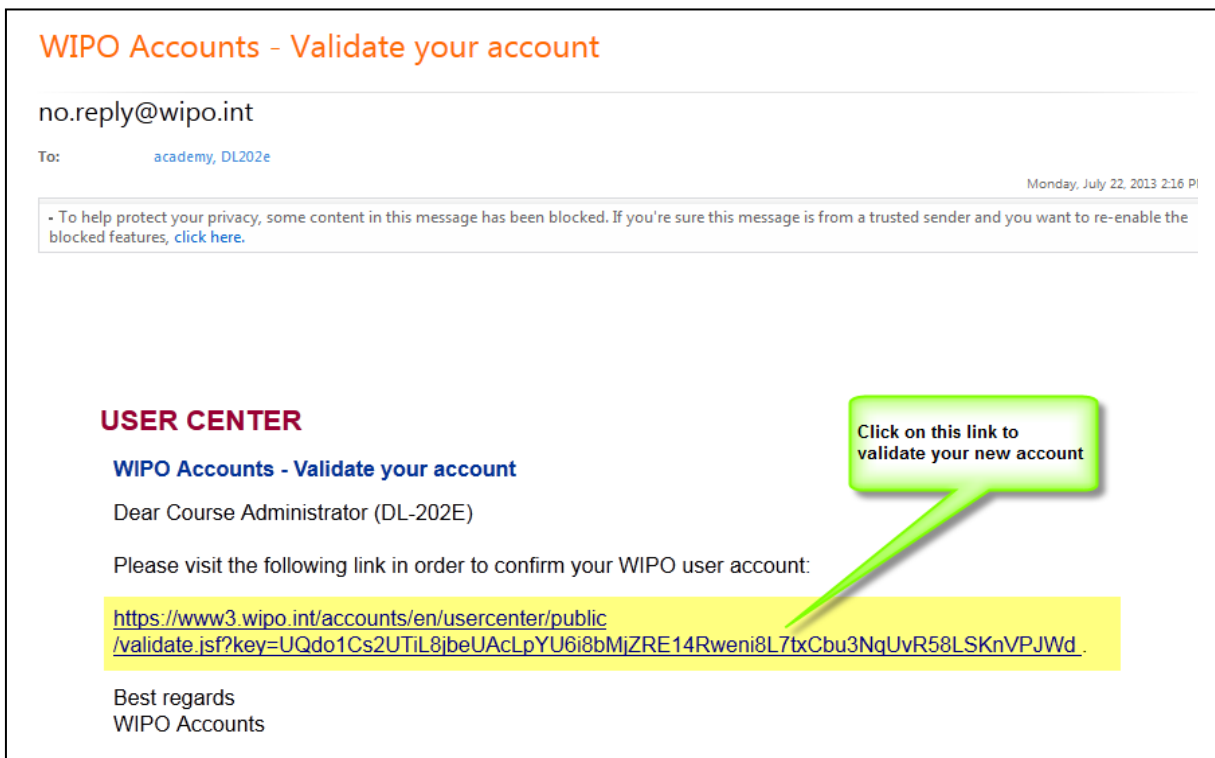 WIPO Accounts - Validate your account
no.reply@wipo.int
To: academy, DL202e
Monday, July 22, 2013 2:16 P
- To help protect your privacy, some content in this message has been blocked. If you're sure this message is from a trusted sender and you want to re-enable the
blocked features, click here.
USER CENTER
Click on this link to
validate your new account
WIPO Accounts - Validate your account
Dear Course Administrator (DL-202E)
Please visit the following link in order to confirm your WIPO user account:
https://www3.wipo.int/accounts/en/usercenter/public
/validate.jsf?key=UQdo1Cs2UTiL8jbeUAcLpYU6i8bMjZRE14Rweni8L7txCbu3NqUvR58LSKnVPJWd .
Best regards
WIPO Accounts